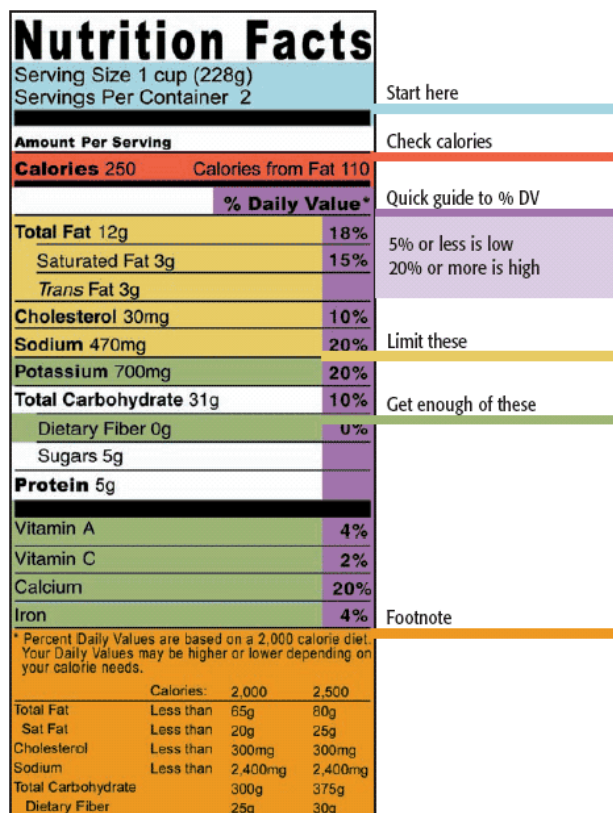 Nutrition Facts
Serving Size 1 cup (228g)
Servings Per Container 2
Start here
Amount Per Serving
Check calories
Calories 250 Calories from Fat 110
% Daily Value*
Quick guide to % DV
5% or less is low
20% or more is high
Total Fat 12g 18%
Saturated Fat 3g 15%
Trans Fat 3g
Cholesterol 30mg 10%
Sodium 470mg 20%
Limit these
Potassium 700mg 20%
Total Carbohydrate 31g 10%
Get enough of these
Dietary Fiber 0g 0%
Sugars 5g
Protein 5g
Vitamin A 4%
Vitamin C 2%
Calcium 20%
Iron 4%
Footnote
* Percent Daily Values are based on a 2,000 calorie diet.
Your Daily Values may be higher or lower depending on
your calorie needs.
Calories: 2,000 2,500
Total Fat Less than 65g 80g
Sat Fat Less than 20g 25g
Cholesterol Less than 300mg 300mg
Sodium Less than 2,400mg 2,400mg
Total Carbohydrate 300g 375g
Dietary Fiber 25g 30g